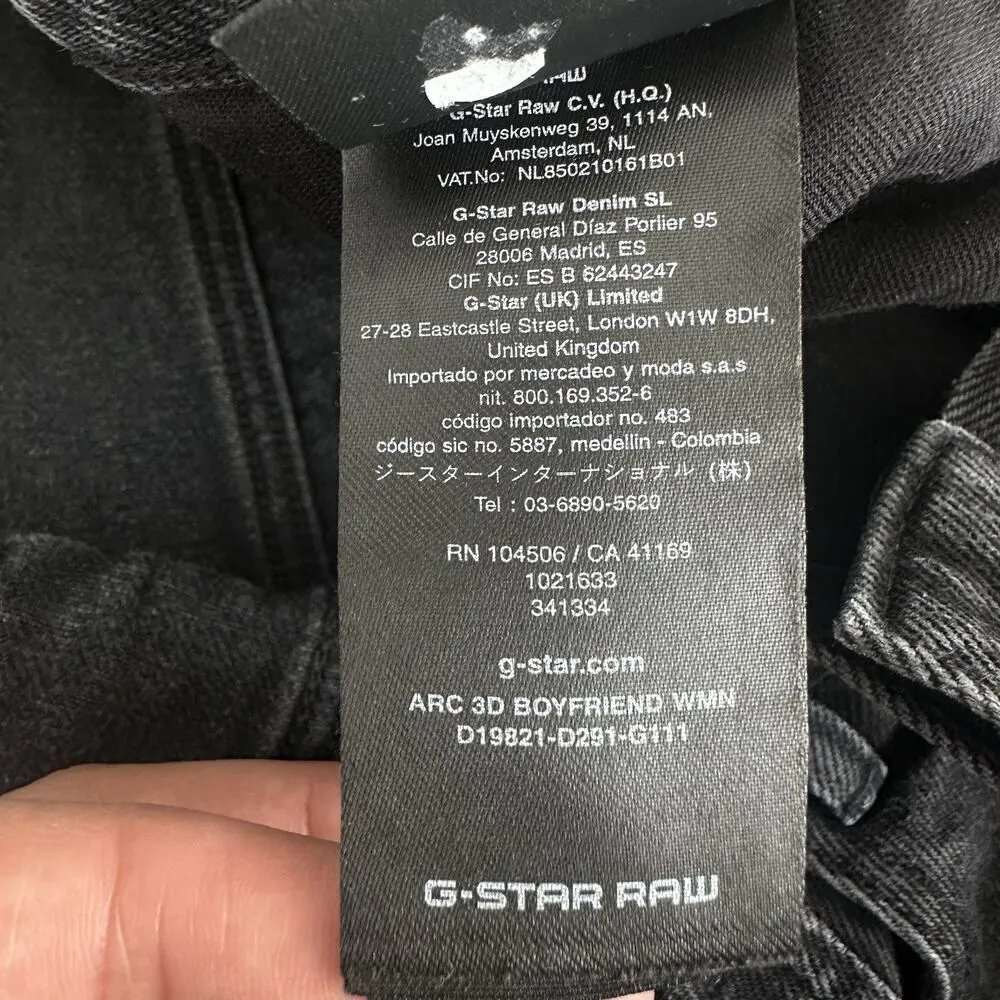 G-Star Raw C.V. (H.Q.)
Joan Muyskenweg 39, 1114 AN,
Amsterdam, NL
VAT.No: NL850210161B01
G-Star Raw Denim SL
Calle de General Díaz Porlier 95
28006 Madrid, ES
CIF No: ES B 62443247
G-Star (UK) Limited
27-28 Eastcastle Street, London W1W 8DH,
United Kingdom
Importado por mercadeo y moda s.a.s
nit. 800.169.352-6
código importador no. 483
código sic no. 5887, medellin - Colombia
ジースターインターナショナル (株)
Tel : 03-6890-5620
RN 104506 / CA 41169
1021633
341334
g-star.com
ARC 3D BOYFRIEND WMN
D19821-D291-G111
G-STAR RAW